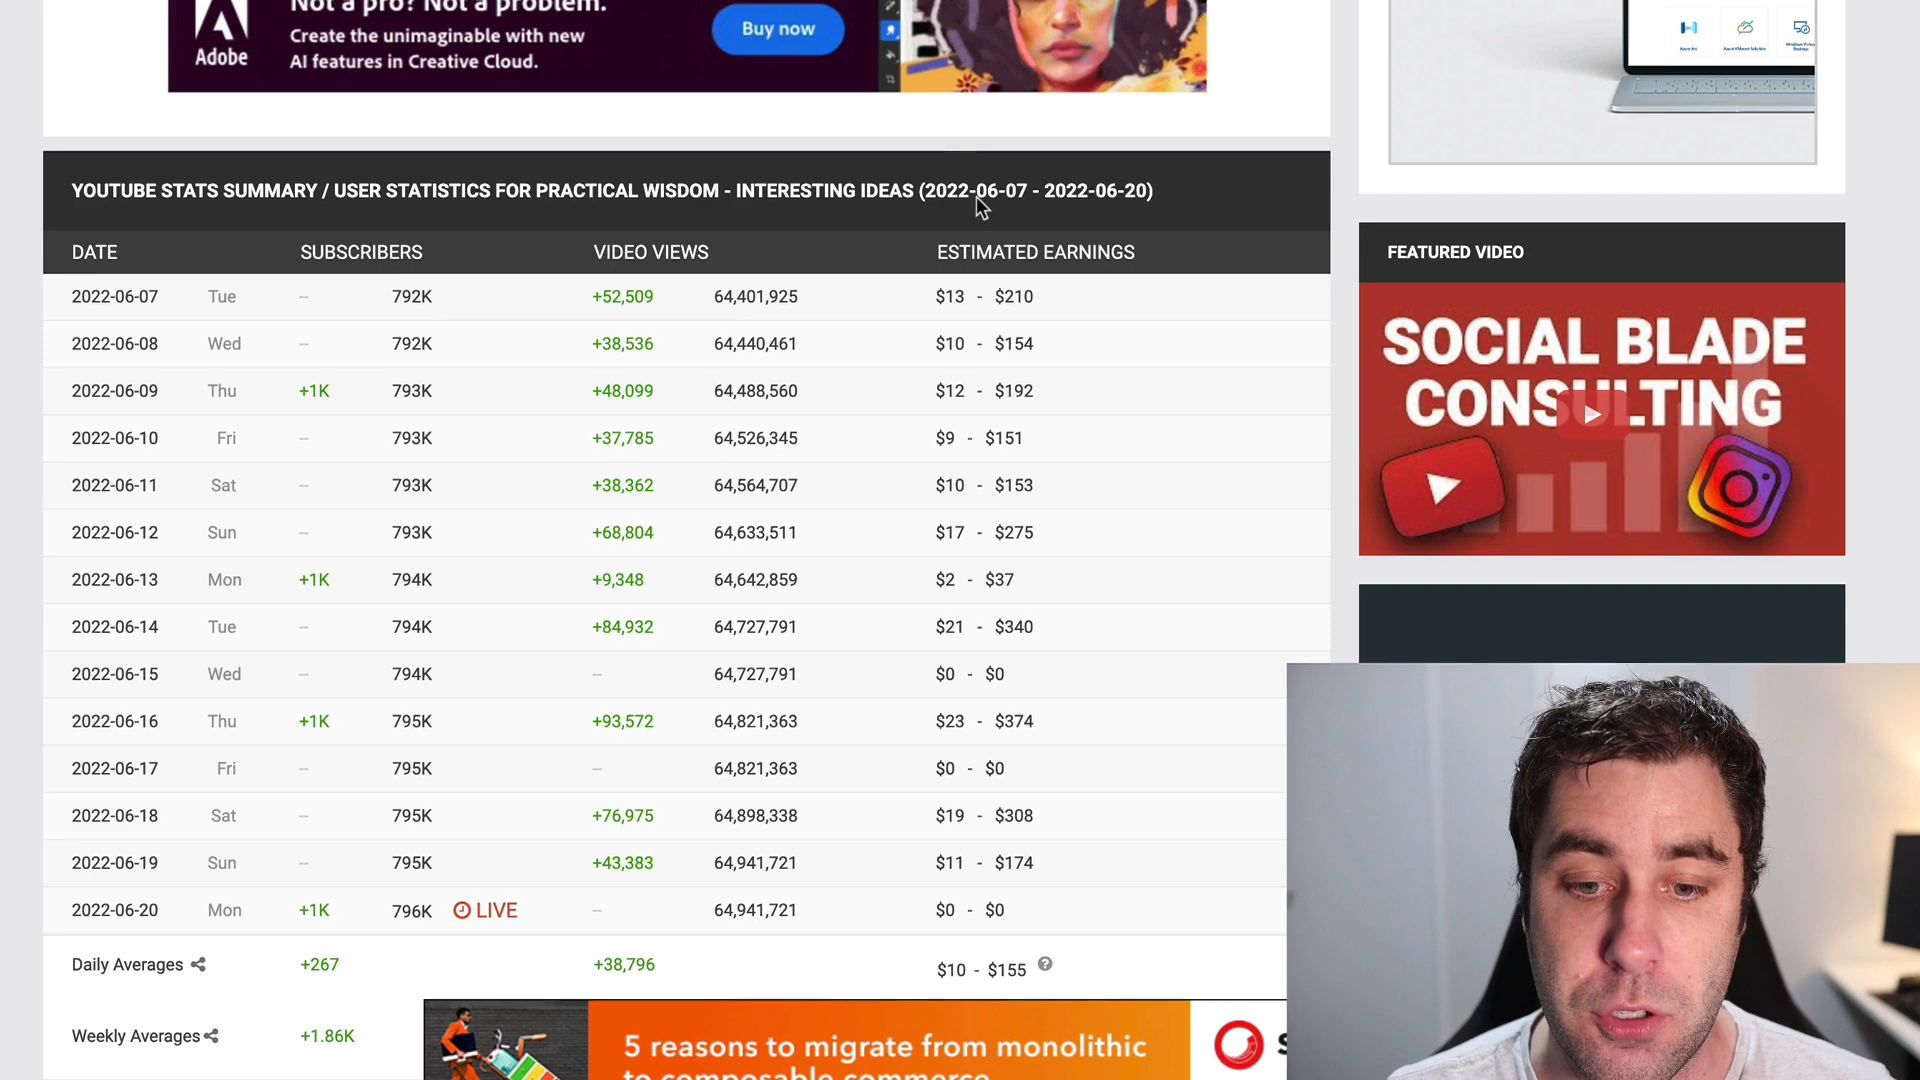 Not a pro? Not a problem.
Create the unimaginable with new
AI features in Creative Cloud.
Adobe
Buy now
YOUTUBE STATS SUMMARY / USER STATISTICS FOR PRACTICAL WISDOM - INTERESTING IDEAS (2022-06-07 - 2022-06-20)
DATE SUBSCRIBERS VIDEO VIEWS ESTIMATED EARNINGS
2022-06-07 Tue -- 792K +52,509 64,401,925 $13 - $210
2022-06-08 Wed -- 792K +38,536 64,440,461 $10 - $154
2022-06-09 Thu +1K 793K +48,099 64,488,560 $12 - $192
2022-06-10 Fri -- 793K +37,785 64,526,345 $9 - $151
2022-06-11 Sat -- 793K +38,362 64,564,707 $10 - $153
2022-06-12 Sun -- 793K +68,804 64,633,511 $17 - $275
2022-06-13 Mon +1K 794K +9,348 64,642,859 $2 - $37
2022-06-14 Tue -- 794K +84,932 64,727,791 $21 - $340
2022-06-15 Wed -- 794K -- 64,727,791 $0 - $0
2022-06-16 Thu +1K 795K +93,572 64,821,363 $23 - $374
2022-06-17 Fri -- 795K -- 64,821,363 $0 - $0
2022-06-18 Sat -- 795K +76,975 64,898,338 $19 - $308
2022-06-19 Sun -- 795K +43,383 64,941,721 $11 - $174
2022-06-20 Mon +1K 796K LIVE -- 64,941,721 $0 - $0
Daily Averages +267 +38,796 $10 - $155 ?
Weekly Averages +1.86K
5 reasons to migrate from monolithic
to composable commerce
FEATURED VIDEO
SOCIAL BLADE
CONSULTING